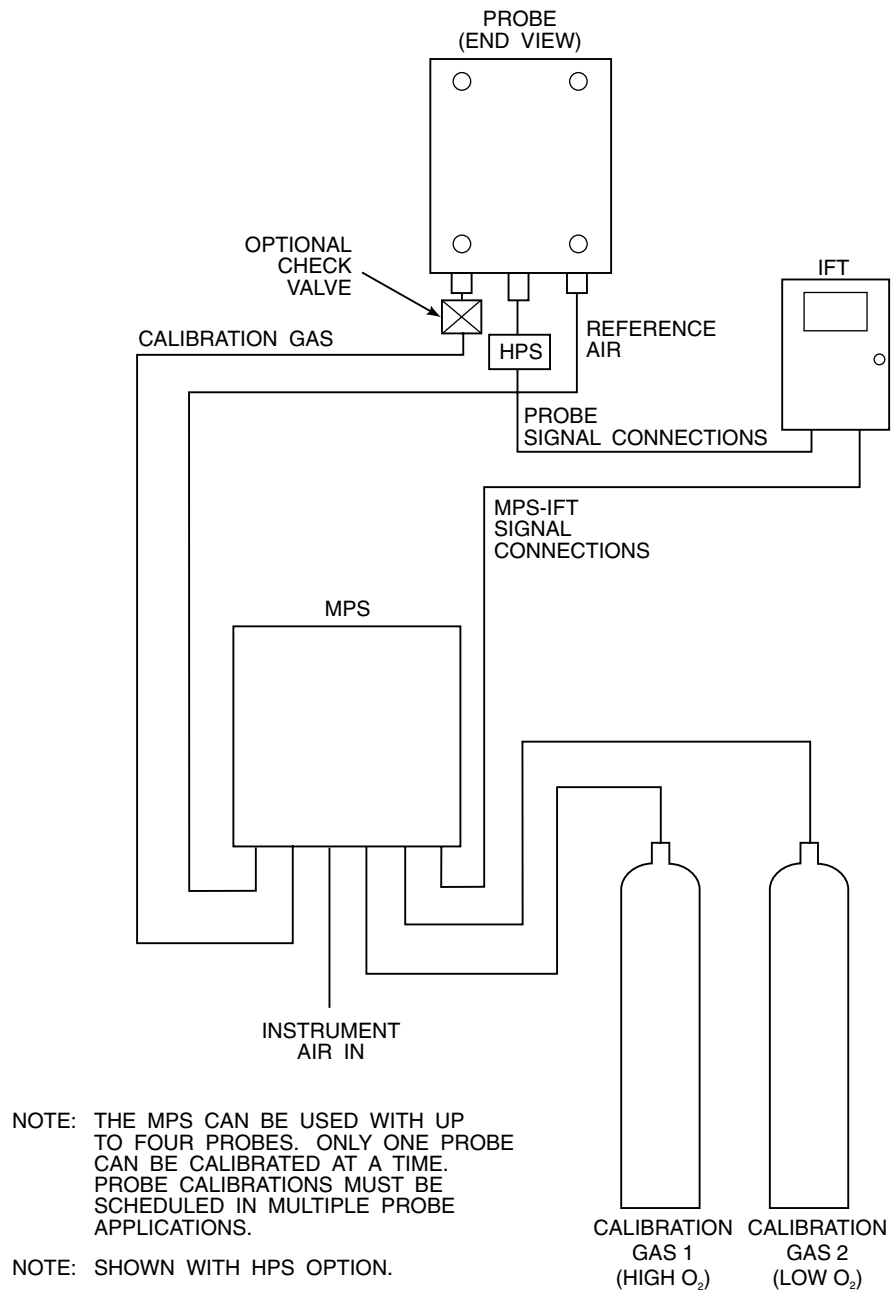 PROBE
(END VIEW)
OPTIONAL
CHECK
VALVE
IFT
CALIBRATION GAS
HPS
REFERENCE
AIR
PROBE
SIGNAL CONNECTIONS
MPS-IFT
SIGNAL
CONNECTIONS
MPS
INSTRUMENT
AIR IN
NOTE: THE MPS CAN BE USED WITH UP
TO FOUR PROBES. ONLY ONE PROBE
CAN BE CALIBRATED AT A TIME.
PROBE CALIBRATIONS MUST BE
SCHEDULED IN MULTIPLE PROBE
APPLICATIONS.
NOTE: SHOWN WITH HPS OPTION.
CALIBRATION
GAS 1
(HIGH O₂)
CALIBRATION
GAS 2
(LOW O₂)